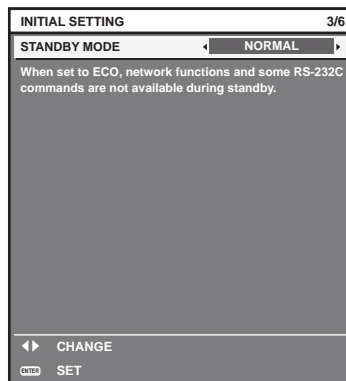 INITIAL SETTING 3/6
STANDBY MODE NORMAL
When set to ECO, network functions and some RS-232C
commands are not available during standby.
CHANGE
ENTER SET